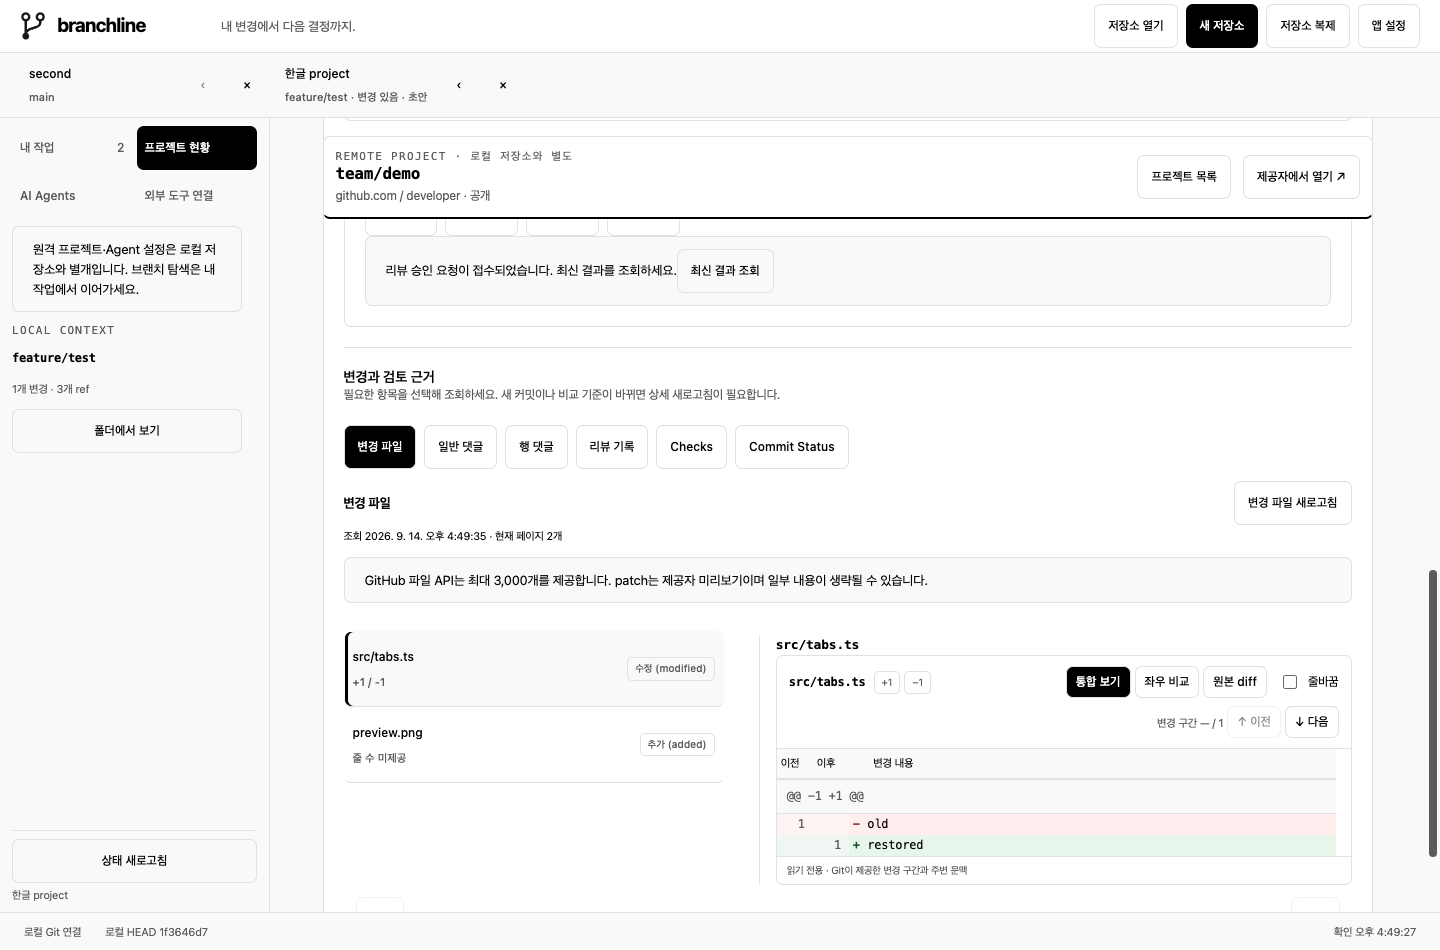 branchline
내 변경에서 다음 결정까지.
저장소 열기
새 저장소
저장소 복제
앱 설정
second
main
‹
×
한글 project
feature/test · 변경 있음 · 초안
‹
×
내 작업 2
프로젝트 현황
AI Agents
외부 도구 연결
원격 프로젝트·Agent 설정은 로컬 저
장소와 별개입니다. 브랜치 탐색은 내
작업에서 이어가세요.
LOCAL CONTEXT
feature/test
1개 변경 · 3개 ref
폴더에서 보기
상태 새로고침
한글 project
REMOTE PROJECT · 로컬 저장소와 별도
team/demo
github.com / developer · 공개
프로젝트 목록
제공자에서 열기 ↗
리뷰 승인 요청이 접수되었습니다. 최신 결과를 조회하세요.
최신 결과 조회
변경과 검토 근거
필요한 항목을 선택해 조회하세요. 새 커밋이나 비교 기준이 바뀌면 상세 새로고침이 필요합니다.
변경 파일
일반 댓글
행 댓글
리뷰 기록
Checks
Commit Status
변경 파일
변경 파일 새로고침
조회 2026. 9. 14. 오후 4:49:35 · 현재 페이지 2개
GitHub 파일 API는 최대 3,000개를 제공합니다. patch는 제공자 미리보기이며 일부 내용이 생략될 수 있습니다.
src/tabs.ts
+1 / -1
수정 (modified)
preview.png
줄 수 미제공
추가 (added)
src/tabs.ts
src/tabs.ts +1 −1
통합 보기
좌우 비교
원본 diff
줄바꿈
변경 구간 — / 1
↑ 이전
↓ 다음
이전 이후 변경 내용
@@ −1 +1 @@
1 − old
1 + restored
읽기 전용 · Git이 제공한 변경 구간과 주변 문맥
로컬 Git 연결
로컬 HEAD 1f3646d7
확인 오후 4:49:27